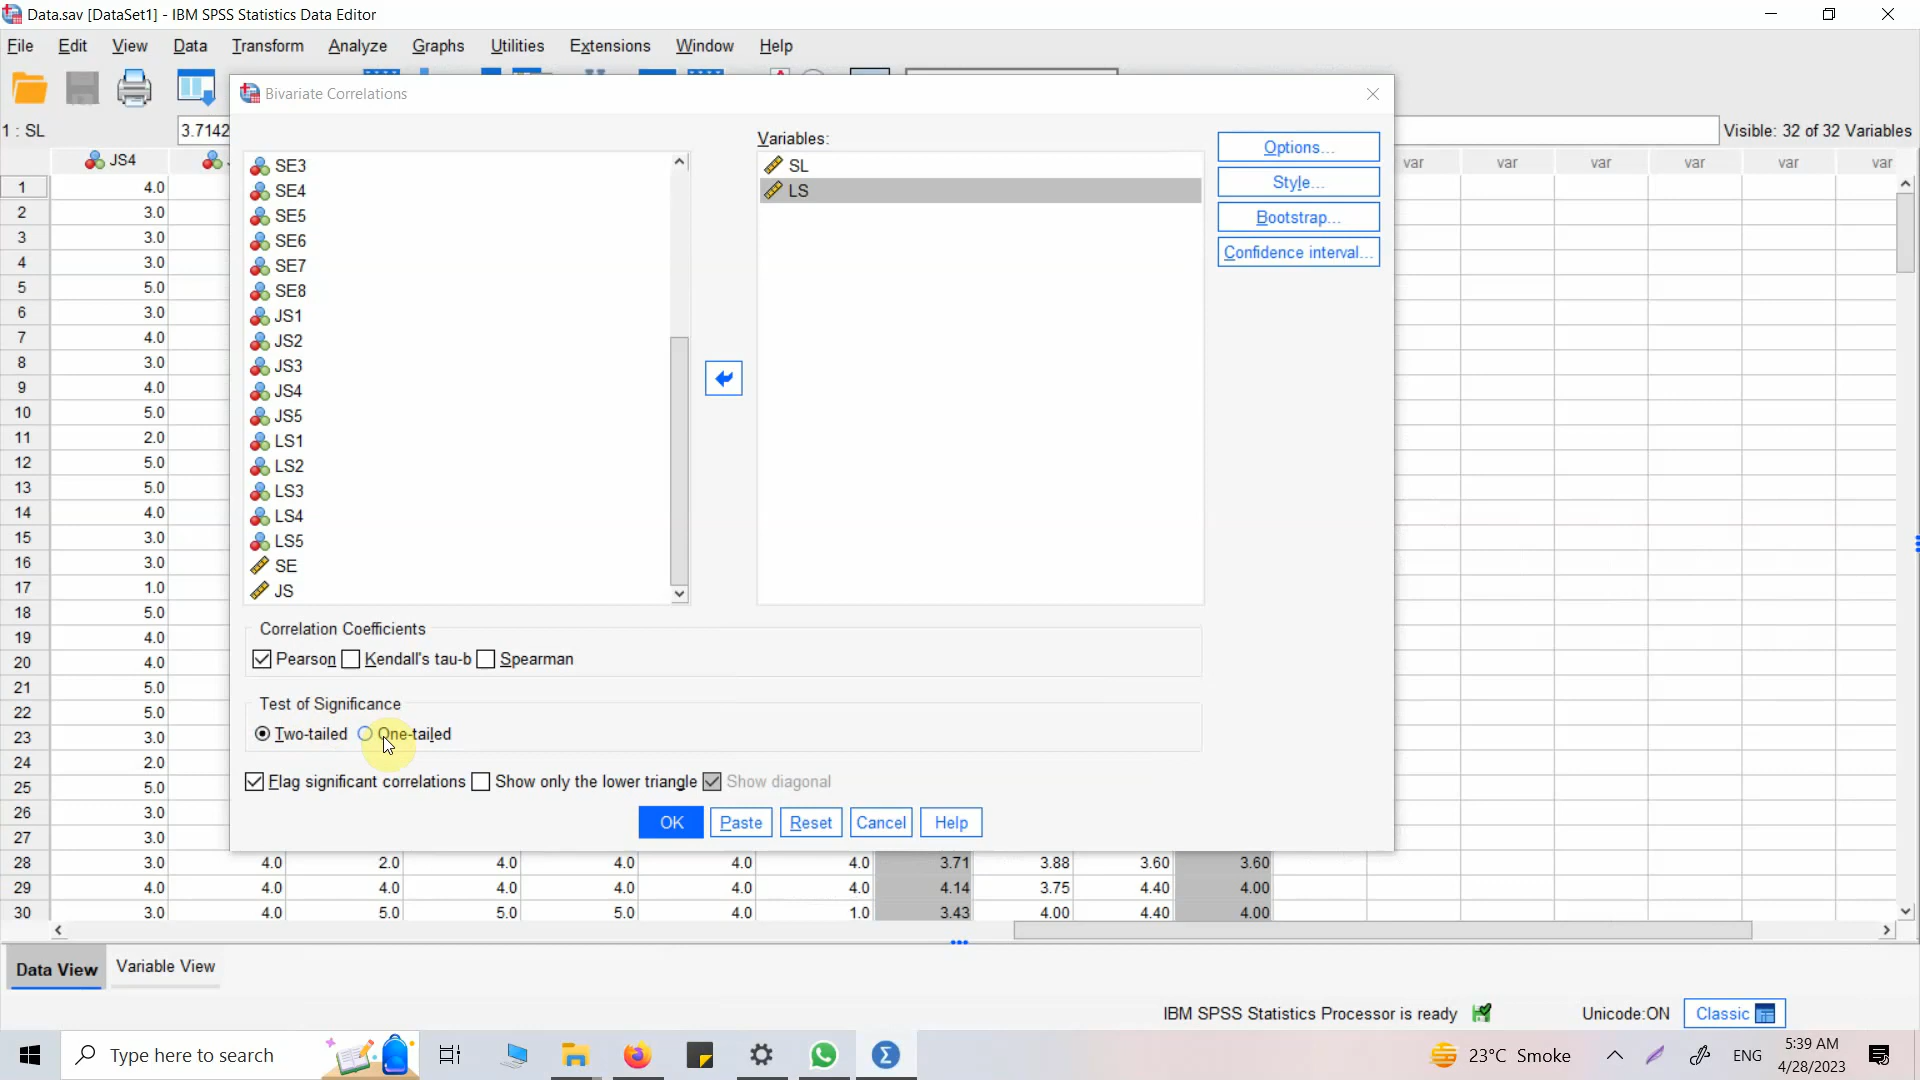 Data.sav [DataSet1] - IBM SPSS Statistics Data Editor
File Edit View Data Transform Analyze Graphs Utilities Extensions Window Help
Bivariate Correlations
1 : SL 3.7142 Visible: 32 of 32 Variables
JS4 var var var var var var
Variables:
SE3
SE4
SE5
SE6
SE7
SE8
JS1
JS2
JS3
JS4
JS5
LS1
LS2
LS3
LS4
LS5
SE
JS
SL
LS
Options...
Style...
Bootstrap...
Confidence interval...
Correlation Coefficients
Pearson Kendall's tau-b Spearman
Test of Significance
Two-tailed One-tailed
Flag significant correlations Show only the lower triangle Show diagonal
OK Paste Reset Cancel Help
1 4.0
2 3.0
3 3.0
4 3.0
5 5.0
6 3.0
7 4.0
8 3.0
9 4.0
10 5.0
11 2.0
12 5.0
13 5.0
14 4.0
15 3.0
16 3.0
17 1.0
18 5.0
19 4.0
20 4.0
21 5.0
22 5.0
23 3.0
24 2.0
25 5.0
26 3.0
27 3.0
28 3.0 4.0 2.0 4.0 4.0 4.0 4.0 3.71 3.88 3.60 3.60
29 4.0 4.0 4.0 4.0 4.0 4.0 4.0 4.14 3.75 4.40 4.00
30 3.0 4.0 5.0 5.0 5.0 4.0 1.0 3.43 4.00 4.40 4.00
Data View Variable View
IBM SPSS Statistics Processor is ready Unicode:ON Classic
Type here to search 23°C Smoke ENG 5:39 AM
4/28/2023